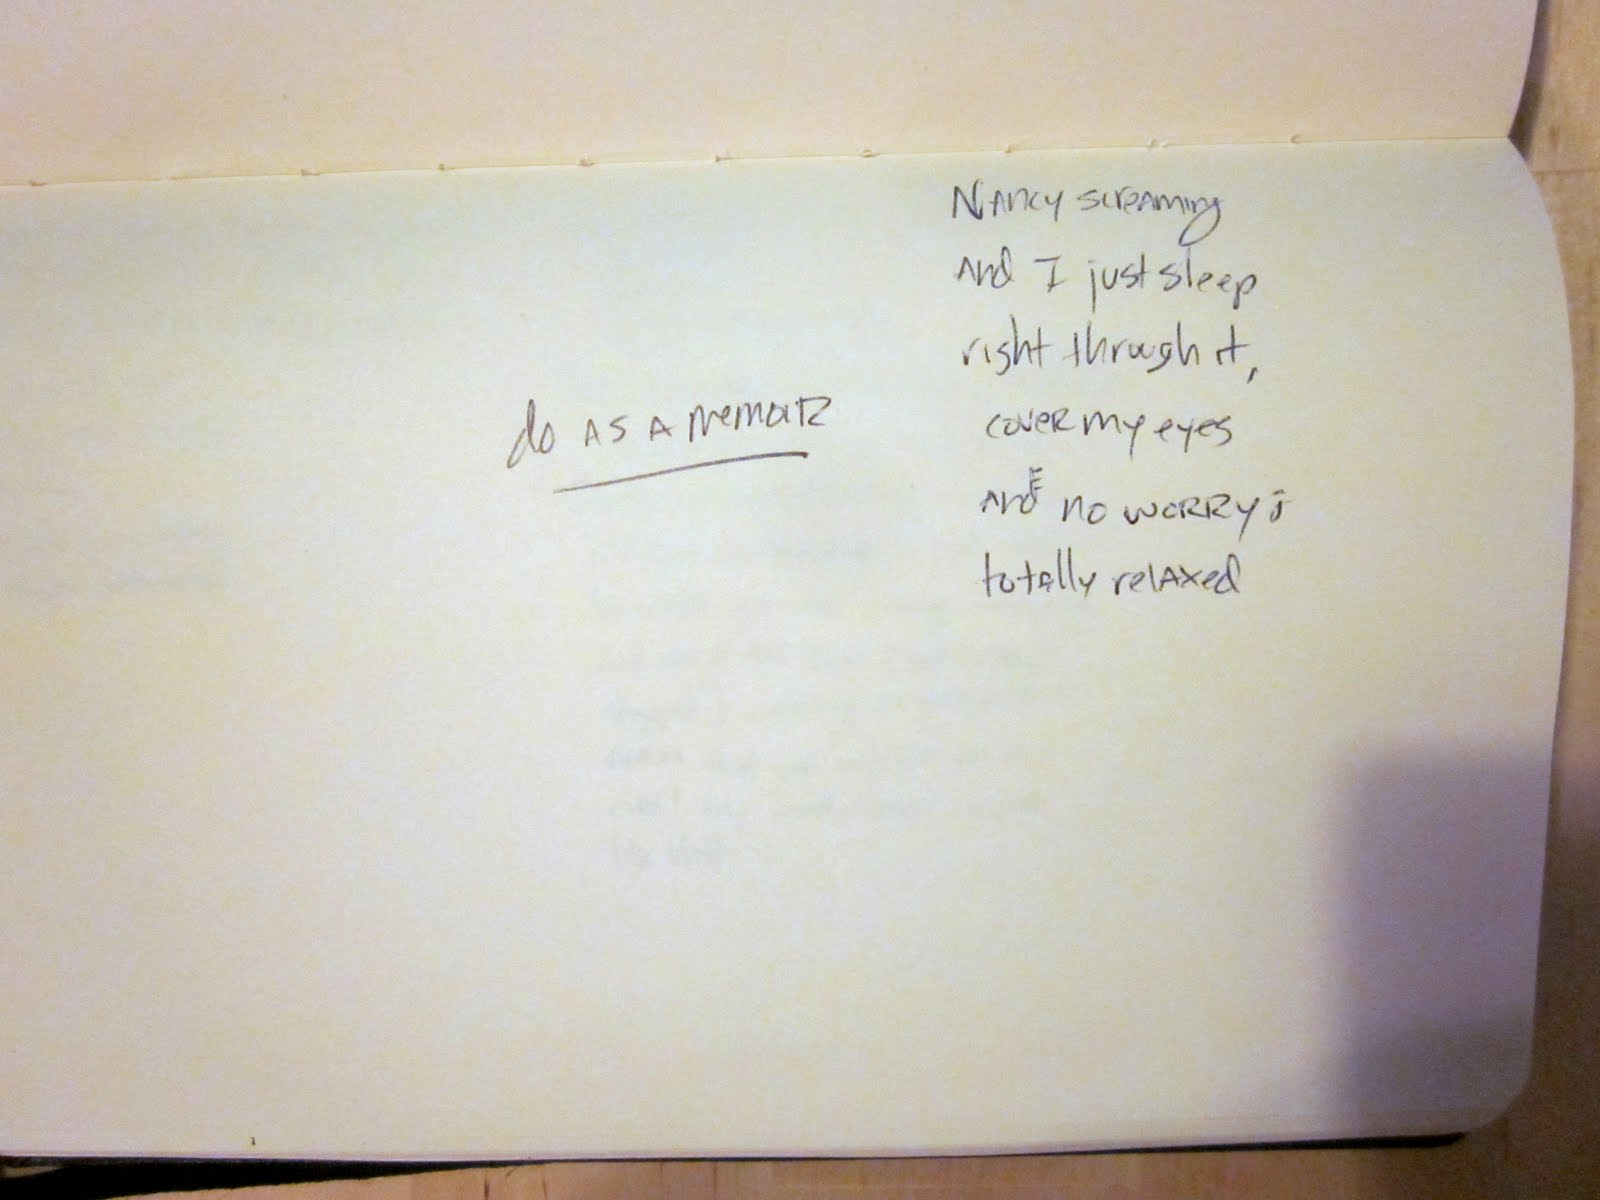 Nancy screaming
and I just sleep
right through it,
cover my eyes
and no worry;
totally relaxed
do as a memoir